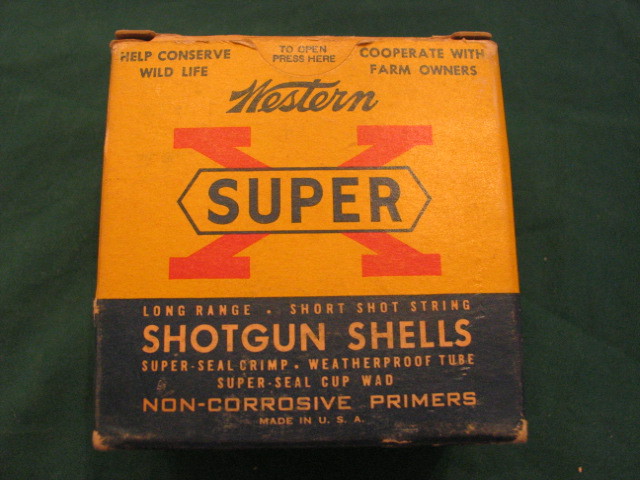 HELP CONSERVE
WILD LIFE
TO OPEN
PRESS HERE
COOPERATE WITH
FARM OWNERS
Western
X
SUPER
LONG RANGE • SHORT SHOT STRING
SHOTGUN SHELLS
SUPER-SEAL CRIMP • WEATHERPROOF TUBE
SUPER-SEAL CUP WAD
NON-CORROSIVE PRIMERS
MADE IN U. S. A.